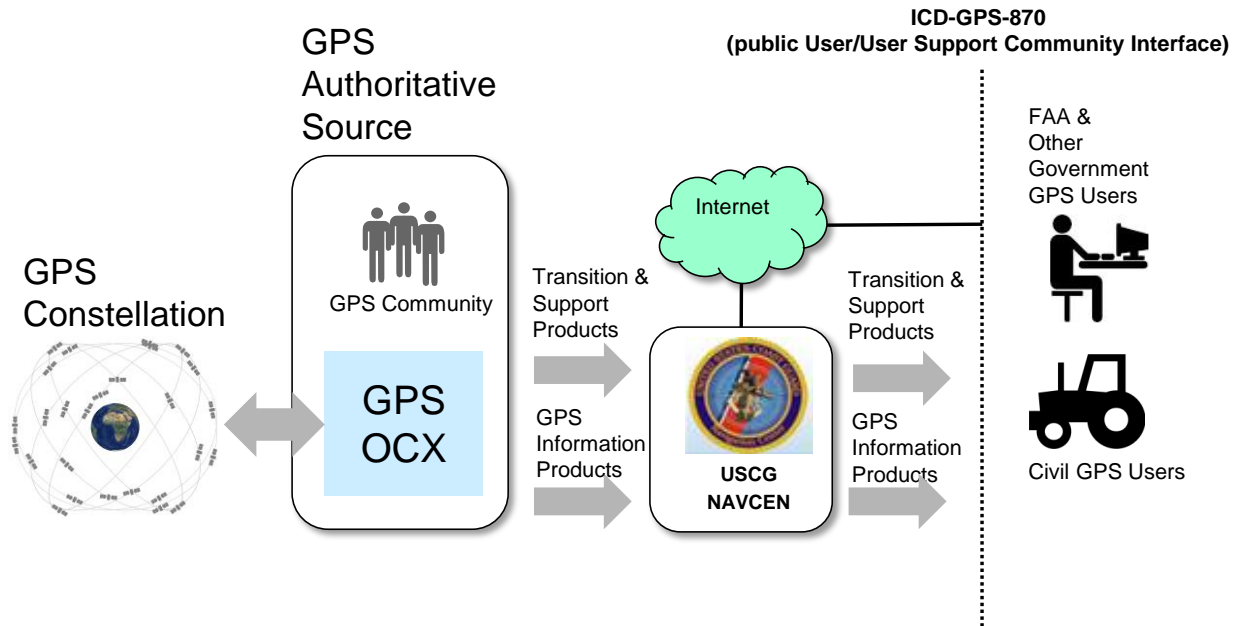 ICD-GPS-870
(public User/User Support Community Interface)
GPS
Authoritative
Source
FAA &
Other
Government
GPS Users
Internet
GPS
Constellation
GPS Community
Transition &
Support
Products
Transition &
Support
Products
GPS
OCX
GPS
Information
Products
USCG
NAVCEN
GPS
Information
Products
Civil GPS Users